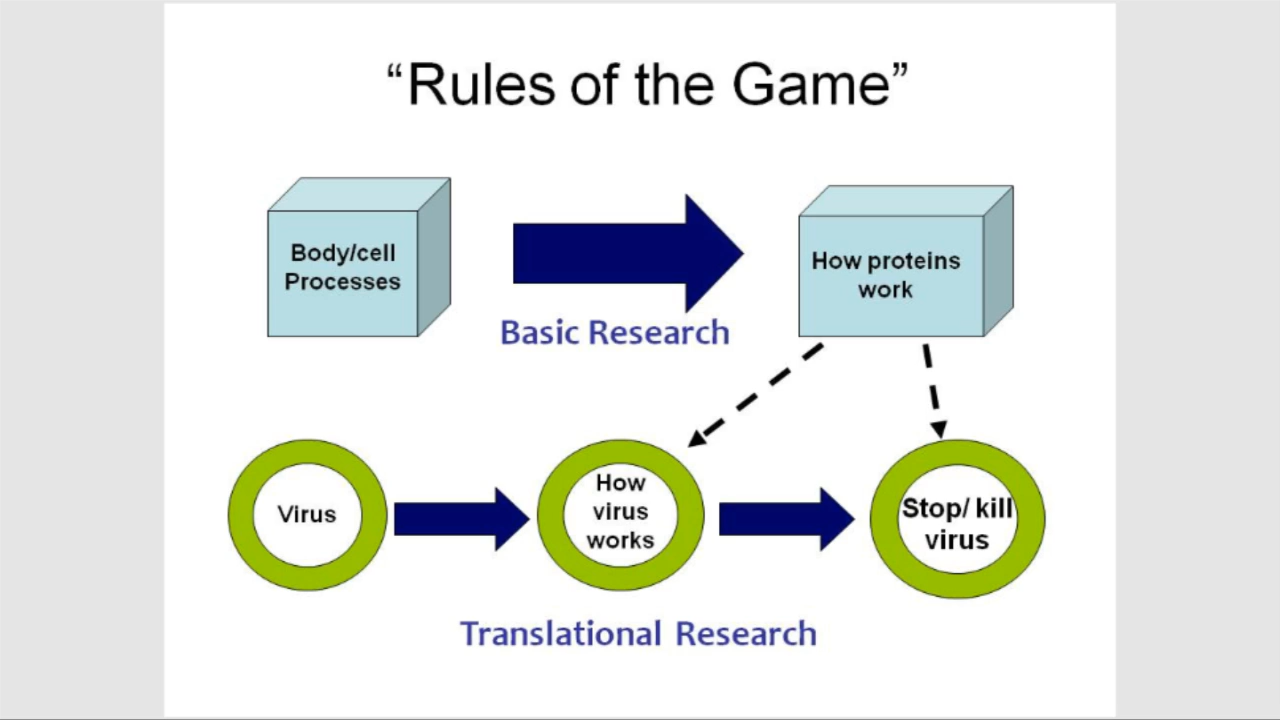 “Rules of the Game”
Body/cell
Processes
How proteins
work
Basic Research
Virus
How
virus
works
Stop/ kill
virus
Translational Research